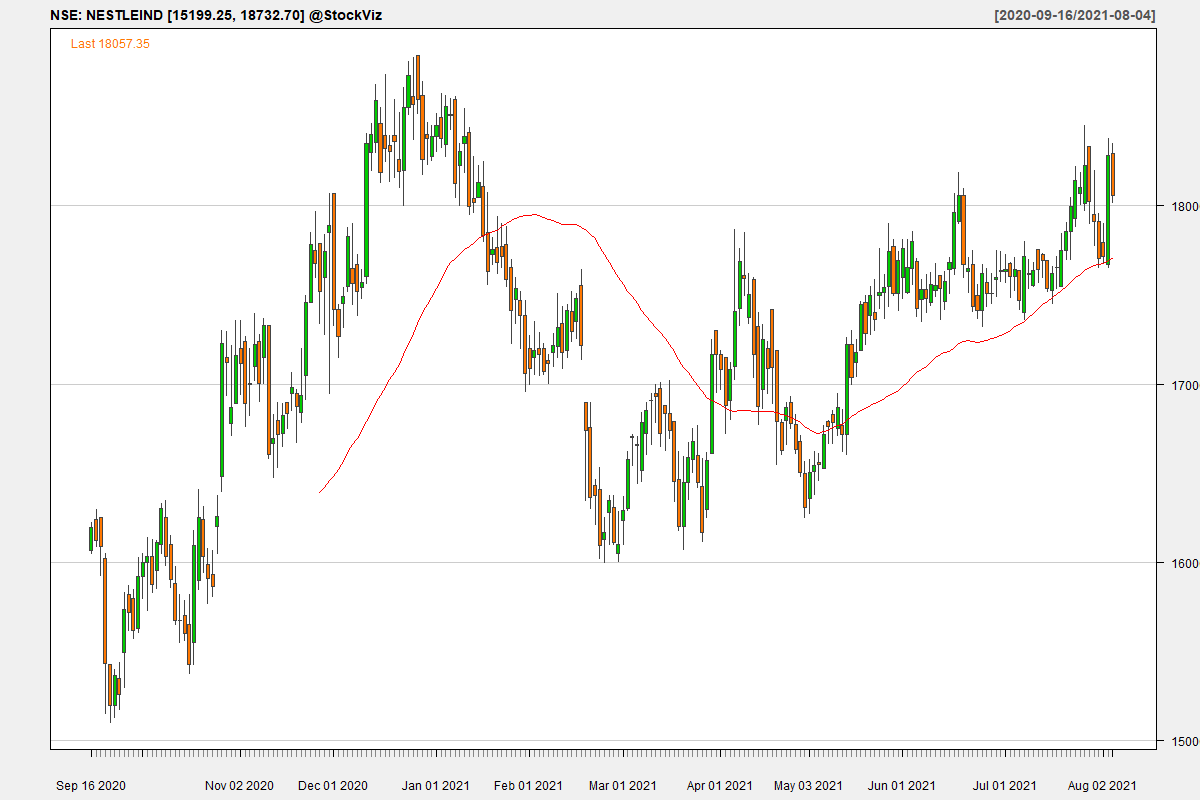 NSE: NESTLEIND [15199.25, 18732.70] @StockViz [2020-09-16/2021-08-04]
Last 18057.35
1800
1700
1600
1500
Sep 16 2020 Nov 02 2020 Dec 01 2020 Jan 01 2021 Feb 01 2021 Mar 01 2021 Apr 01 2021 May 03 2021 Jun 01 2021 Jul 01 2021 Aug 02 2021